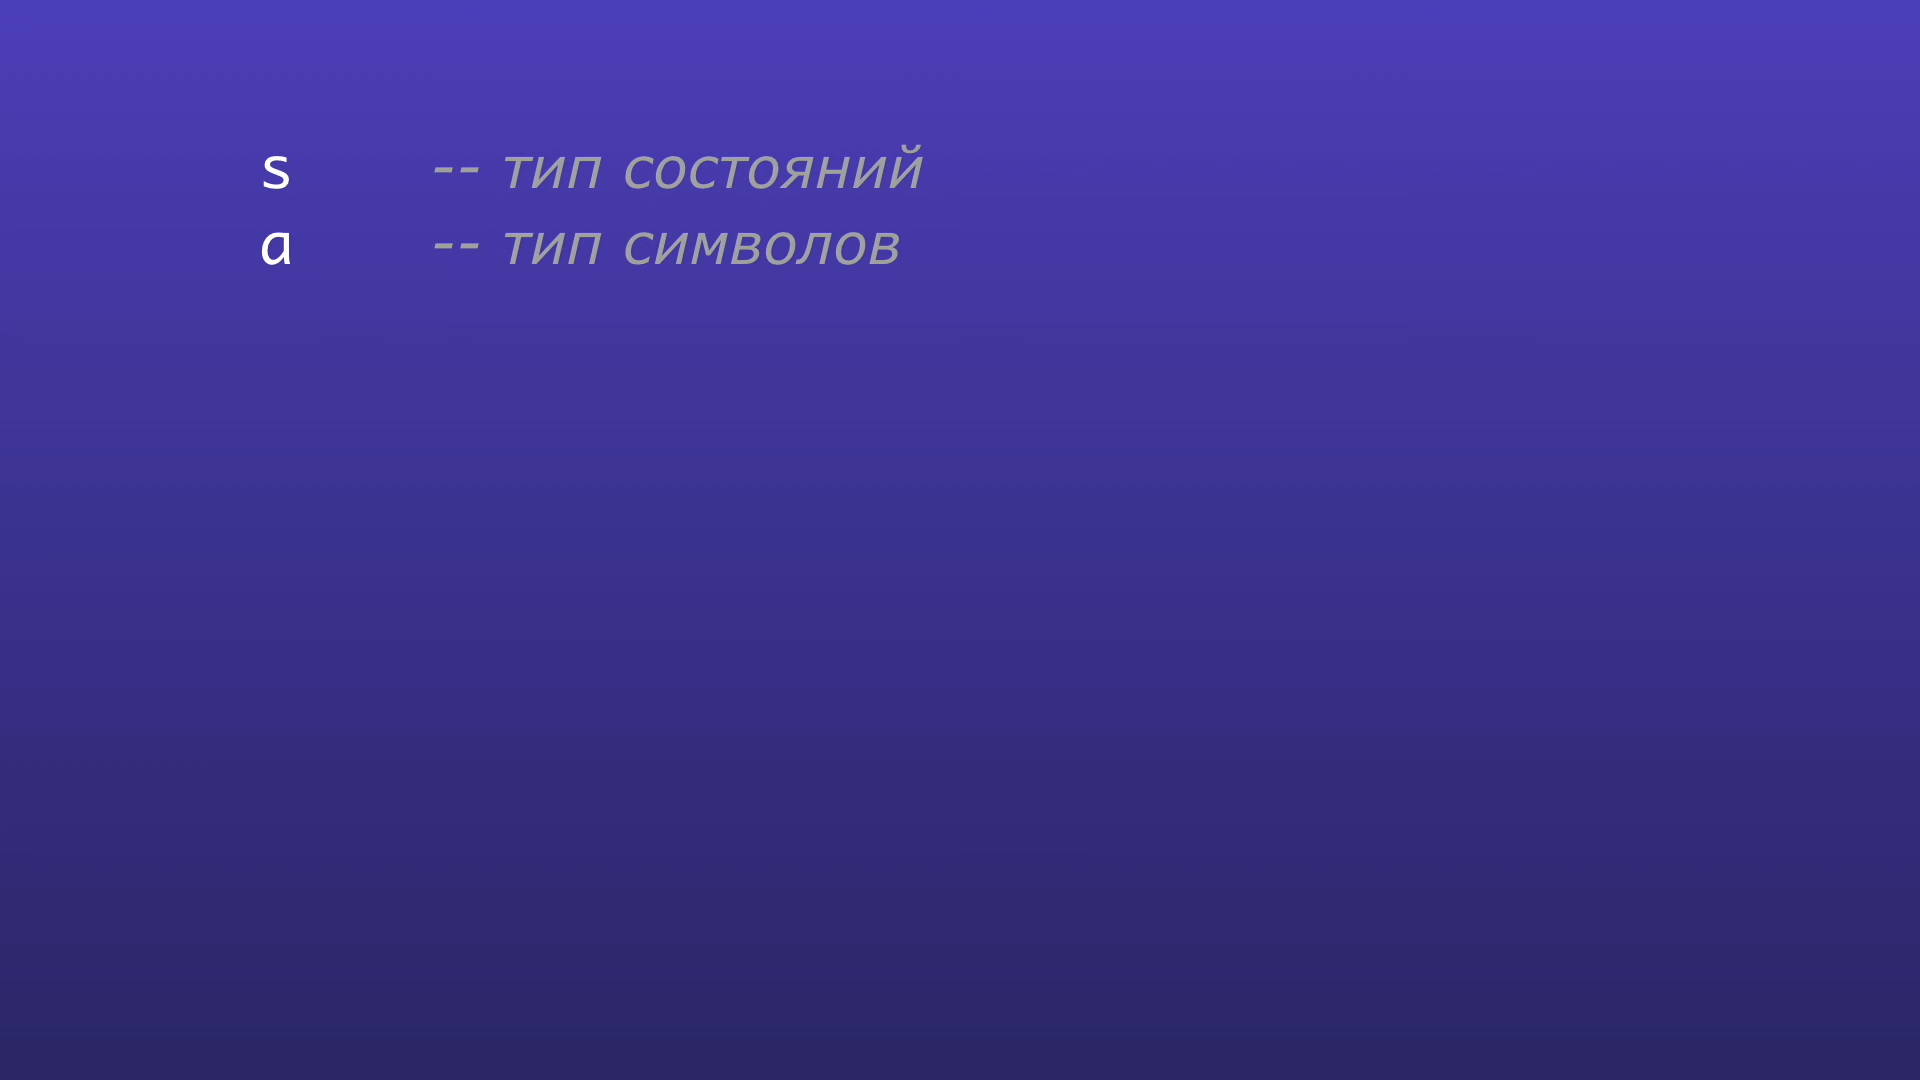 s -- тип состояний
a -- тип символов